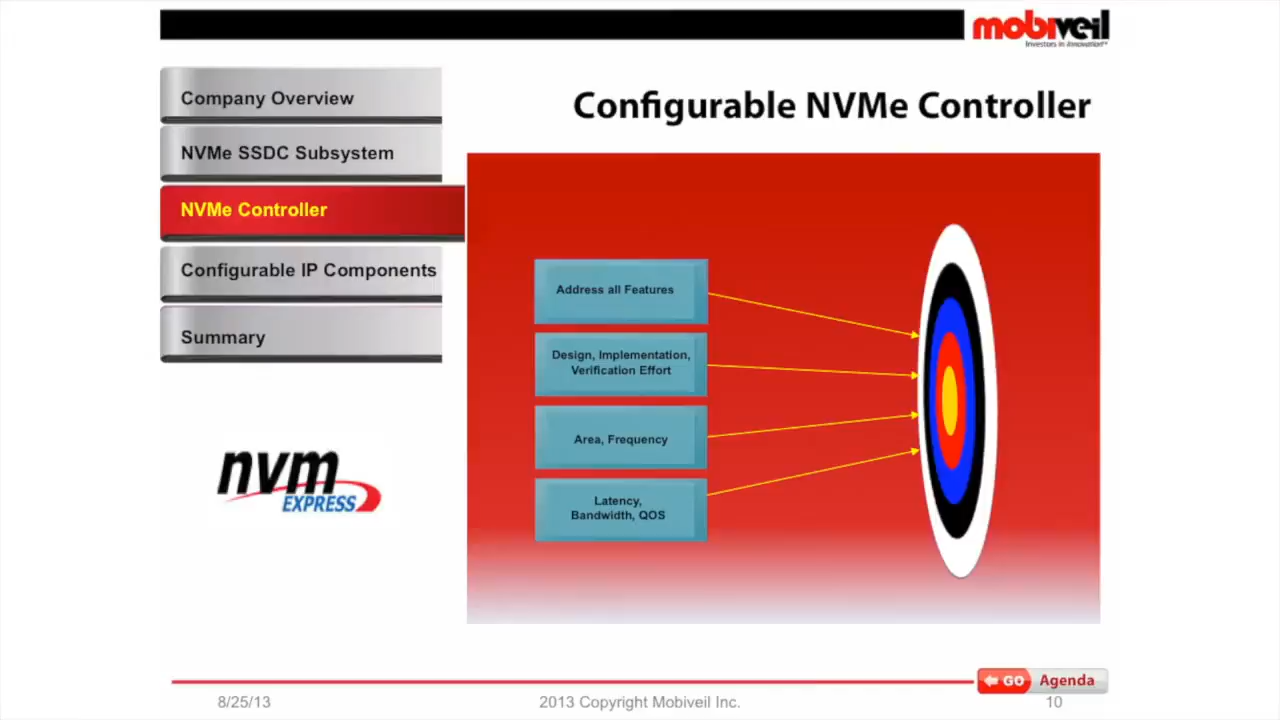 mobiveil
Investors in Innovation™
Company Overview
NVMe SSDC Subsystem
NVMe Controller
Configurable IP Components
Summary
nvm
EXPRESS
Configurable NVMe Controller
Address all Features
Design, Implementation,
Verification Effort
Area, Frequency
Latency,
Bandwidth, QOS
GO Agenda
8/25/13
2013 Copyright Mobiveil Inc.
10